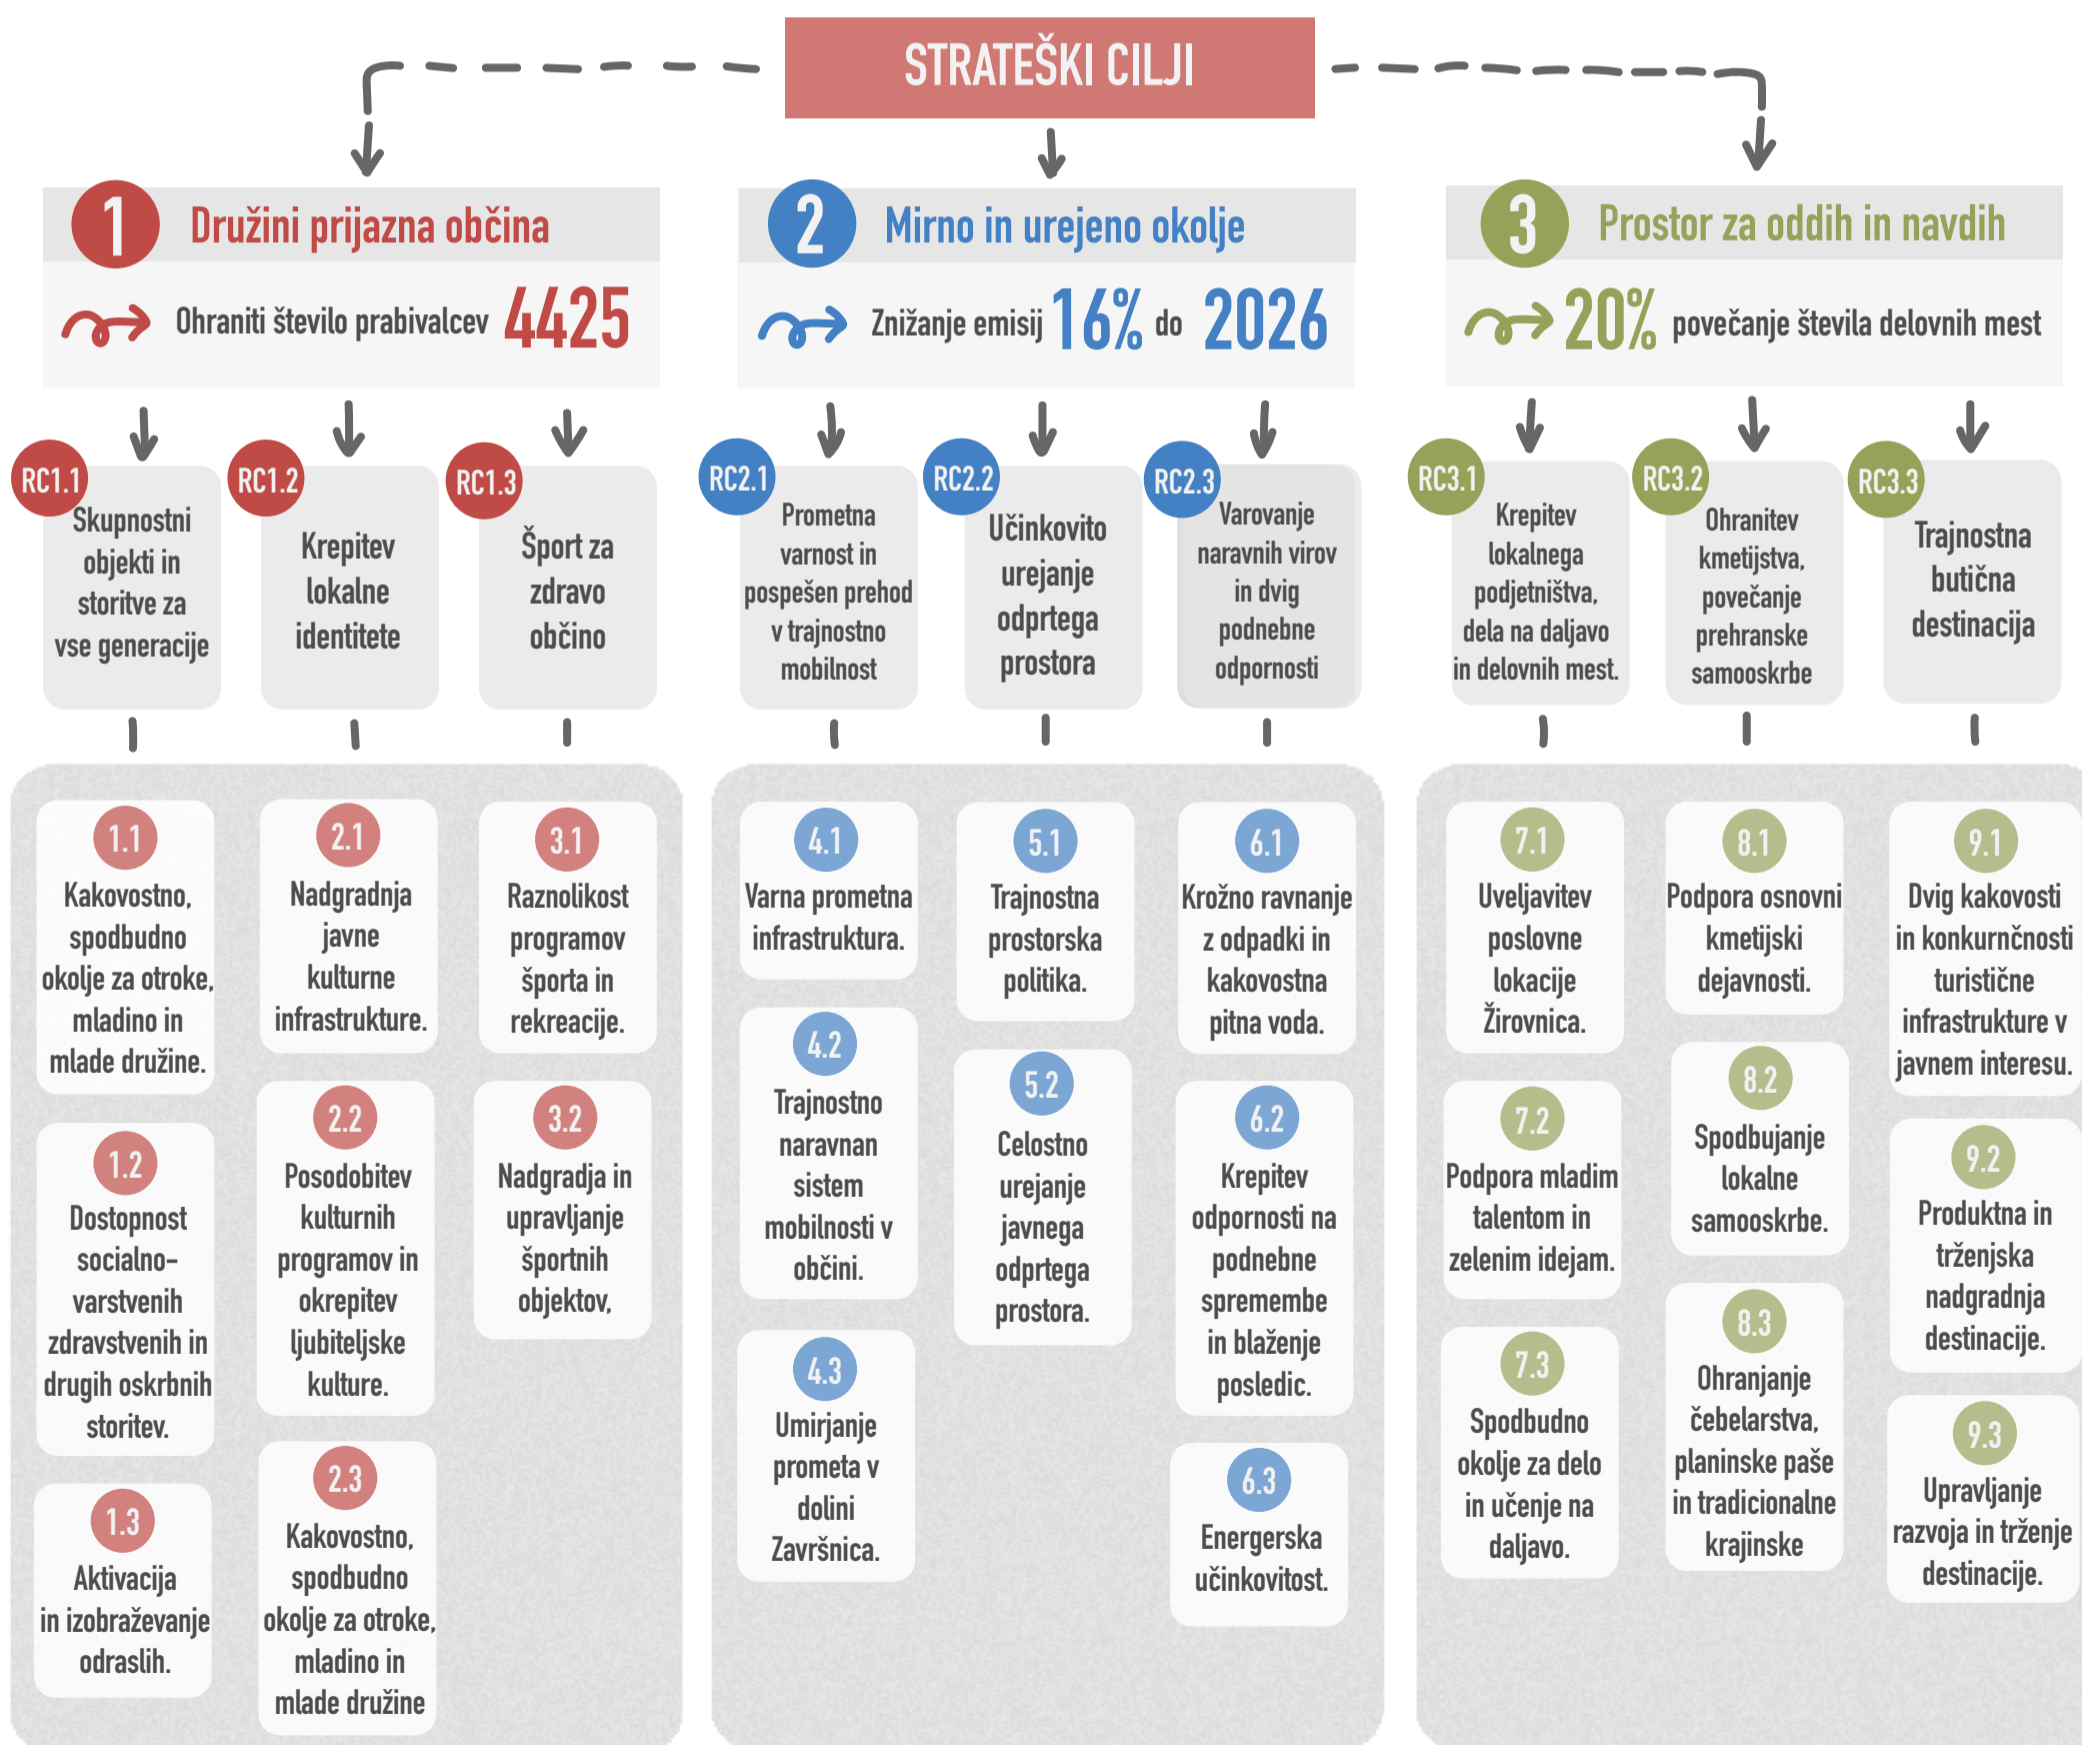 STRATEŠKI CILJI
1
Družini prijazna občina
Ohraniti število prabivalcev 4425
RC1.1
Skupnostni
objekti in
storitve za
vse generacije
RC1.2
Krepitev
lokalne
identitete
RC1.3
Šport za
zdravo
občino
1.1
Kakovostno,
spodbudno
okolje za otroke,
mladino in
mlade družine.
1.2
Dostopnost
socialno-
varstvenih
zdravstvenih in
drugih oskrbnih
storitev.
1.3
Aktivacija
in izobraževanje
odraslih.
2.1
Nadgradnja
javne
kulturne
infrastrukture.
2.2
Posodobitev
kulturnih
programov in
okrepitev
ljubiteljske
kulture.
2.3
Kakovostno,
spodbudno
okolje za otroke,
mladino in
mlade družine
3.1
Raznolikost
programov
športa in
rekreacije.
3.2
Nadgradja in
upravljanje
športnih
objektov,
2
Mirno in urejeno okolje
Znižanje emisij 16% do 2026
RC2.1
Prometna
varnost in
pospešen prehod
v trajnostno
mobilnost
RC2.2
Učinkovito
urejanje
odprtega
prostora
RC2.3
Varovanje
naravnih virov
in dvig
podnebne
odpornosti
4.1
Varna prometna
infrastruktura.
4.2
Trajnostno
naravnan
sistem
mobilnosti v
občini.
4.3
Umirjanje
prometa v
dolini
Završnica.
5.1
Trajnostna
prostorska
politika.
5.2
Celostno
urejanje
javnega
odprtega
prostora.
6.1
Krožno ravnanje
z odpadki in
kakovostna
pitna voda.
6.2
Krepitev
odpornosti na
podnebne
spremembe
in blaženje
posledic.
6.3
Energerska
učinkovitost.
3
Prostor za oddih in navdih
20% povečanje števila delovnih mest
RC3.1
Krepitev
lokalnega
podjetništva,
dela na daljavo
in delovnih mest.
RC3.2
Ohranitev
kmetijstva,
povečanje
prehranske
samooskrbe
RC3.3
Trajnostna
butična
destinacija
7.1
Uveljavitev
poslovne
lokacije
Žirovnica.
7.2
Podpora mladim
talentom in
zelenim idejam.
7.3
Spodbudno
okolje za delo
in učenje na
daljavo.
8.1
Podpora osnovni
kmetijski
dejavnosti.
8.2
Spodbujanje
lokalne
samooskrbe.
8.3
Ohranjanje
čebelarstva,
planinske paše
in tradicionalne
krajinske
9.1
Dvig kakovosti
in konkurnčnosti
turistične
infrastrukture v
javnem interesu.
9.2
Produktna in
trženjska
nadgradnja
destinacije.
9.3
Upravljanje
razvoja in trženje
destinacije.